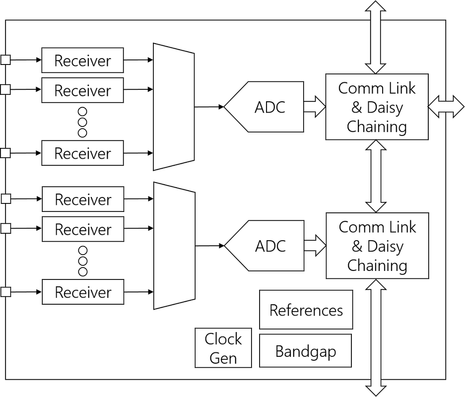 Receiver
Receiver
Receiver
ADC
Comm Link
& Daisy
Chaining
Receiver
Receiver
Receiver
ADC
Comm Link
& Daisy
Chaining
References
Clock
Gen
Bandgap